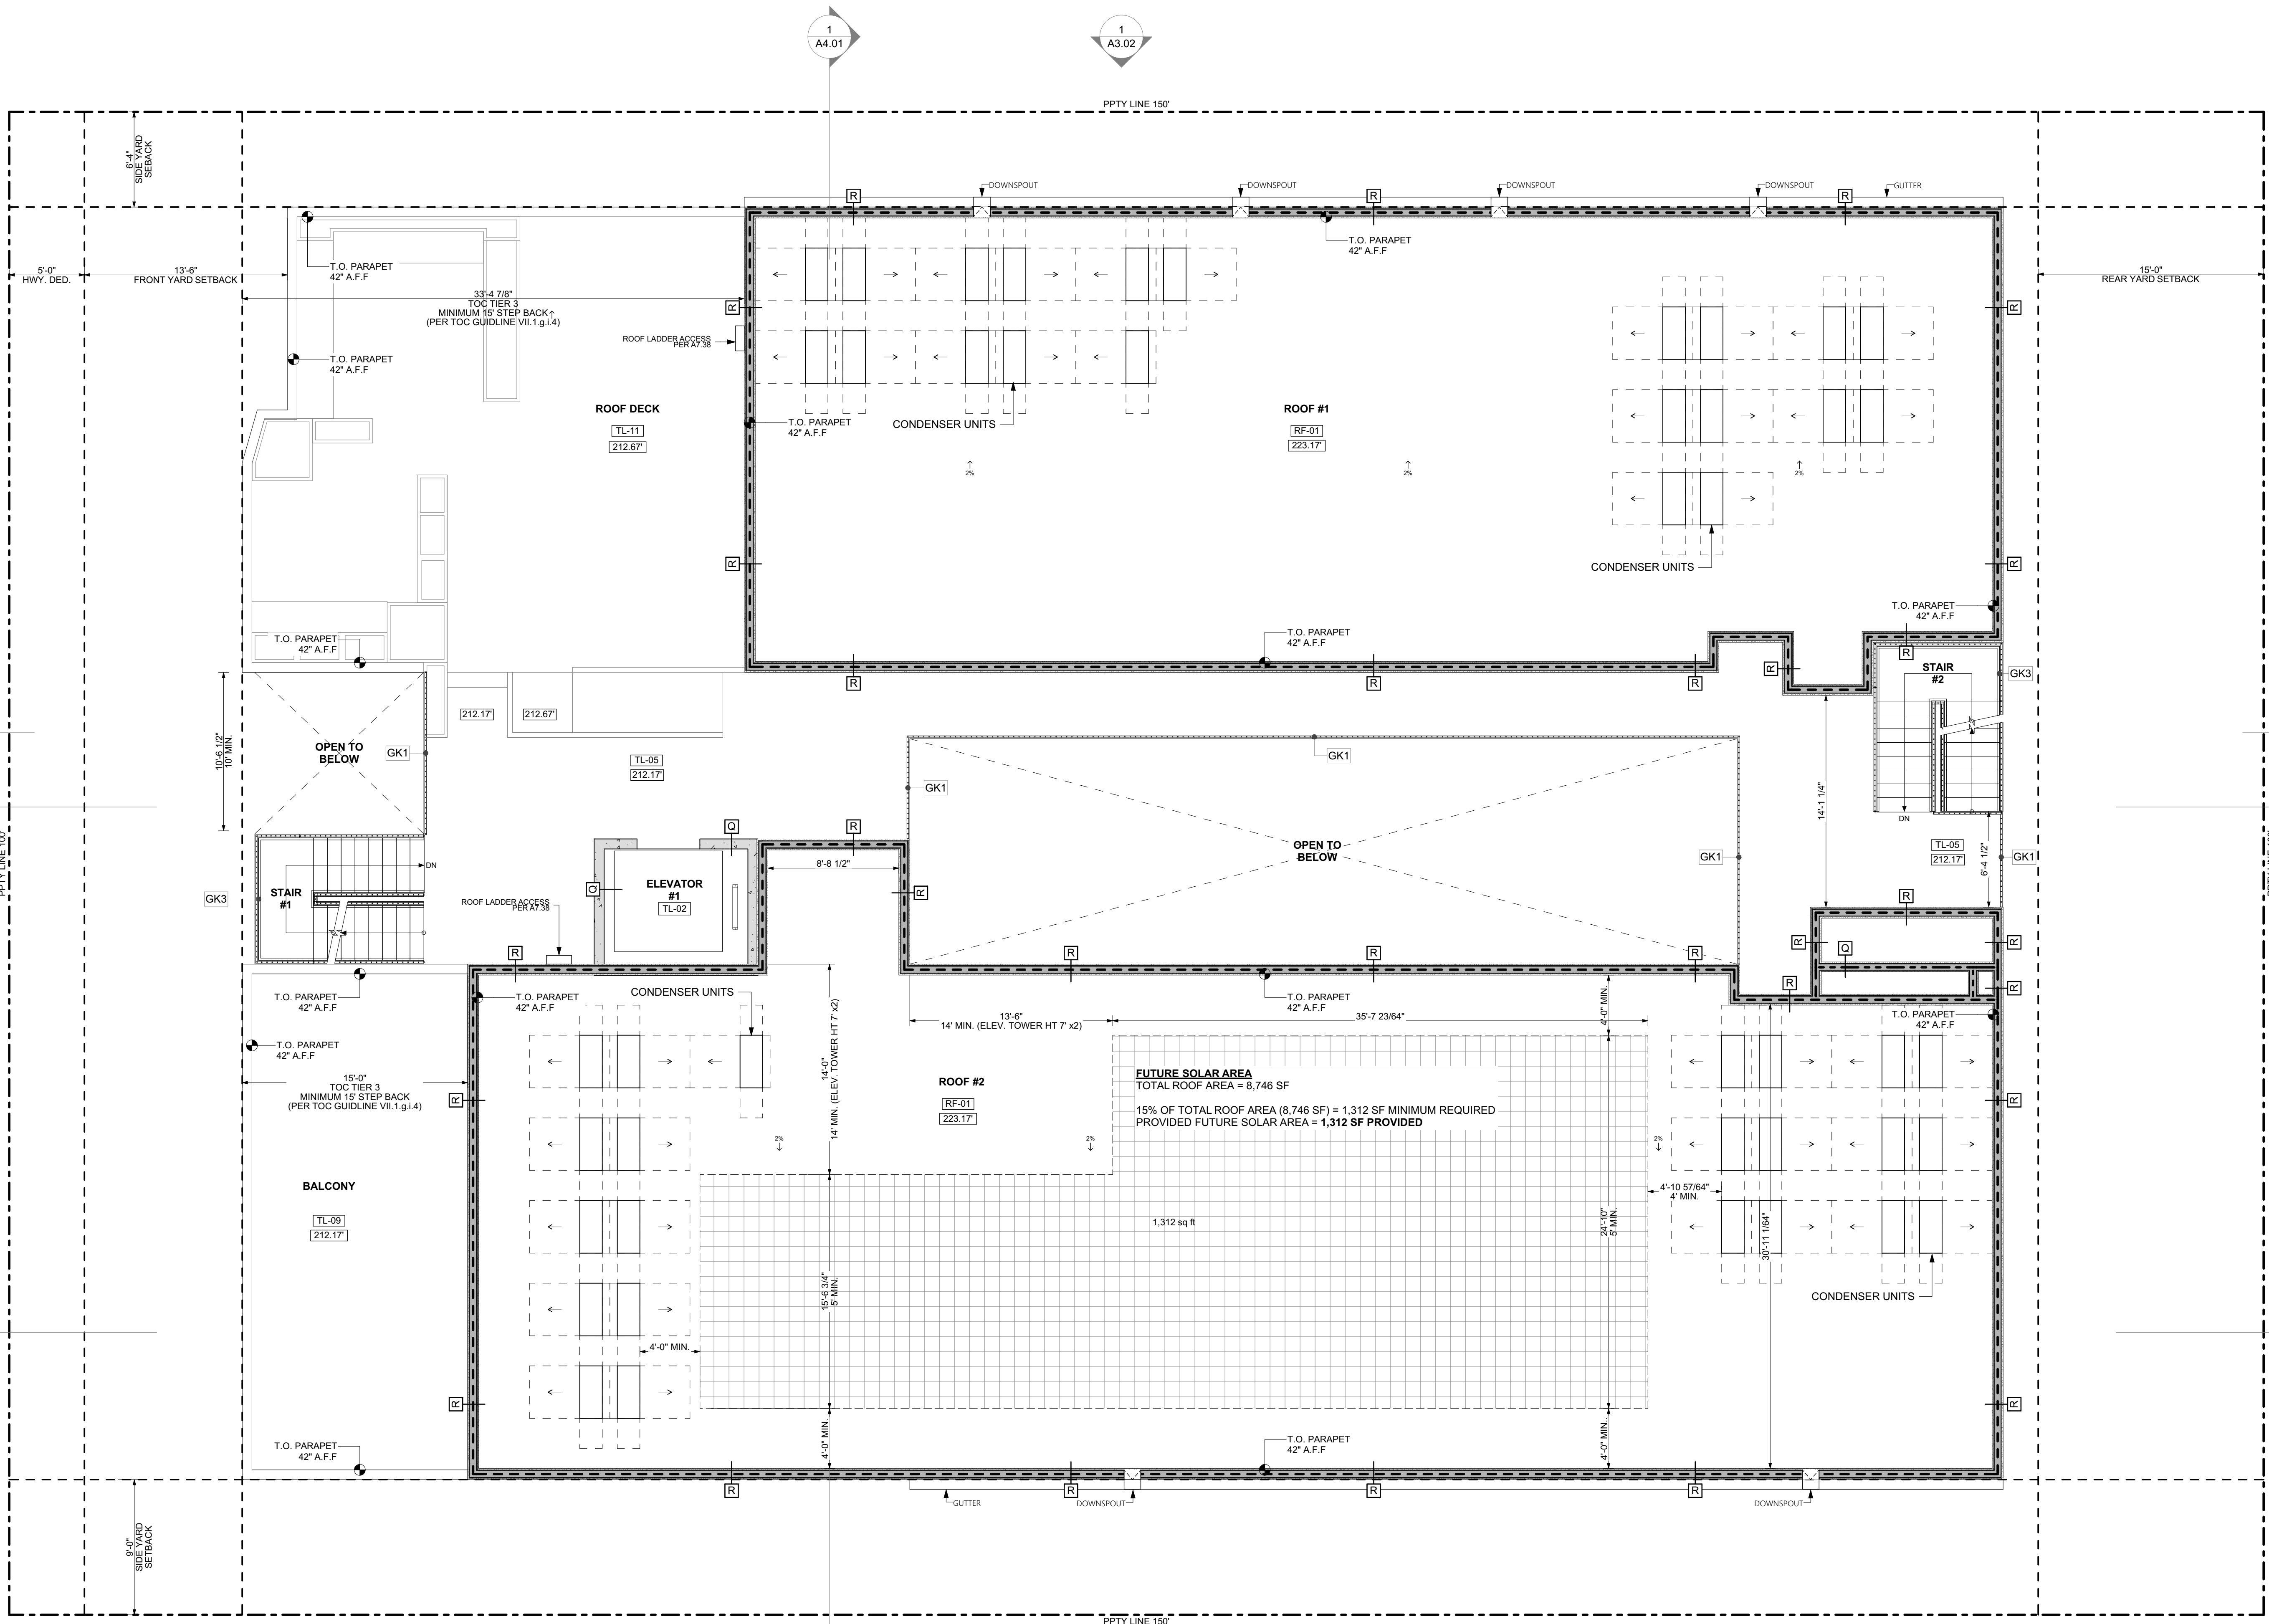 1
A4.01
1
A3.02
PPTY LINE 150'
6'-4"
SIDE YARD
SEBACK
DOWNSPOUT
DOWNSPOUT
DOWNSPOUT
DOWNSPOUT
GUTTER
R
R
R
5'-0"
HWY. DED.
13'-6"
FRONT YARD SETBACK
T.O. PARAPET
42" A.F.F
33'-4 7/8"
TOC TIER 3
MINIMUM 15' STEP BACK
(PER TOC GUIDLINE VII.1.g.i.4)
T.O. PARAPET
42" A.F.F
15'-0"
REAR YARD SETBACK
R
R
ROOF LADDER ACCESS
PER A7.38
T.O. PARAPET
42" A.F.F
ROOF DECK
TL-11
212.67'
T.O. PARAPET
42" A.F.F
CONDENSER UNITS
ROOF #1
RF-01
223.17'
2%
2%
2%
R
R
CONDENSER UNITS
T.O. PARAPET
42" A.F.F
T.O. PARAPET
42" A.F.F
T.O. PARAPET
42" A.F.F
R
R
R
R
R
STAIR
#2
GK3
212.17'
212.67'
10'-6 1/2"
10' MIN.
OPEN TO
BELOW
GK1
TL-05
212.17'
GK1
GK1
14'-1 1/4"
DN
PPTY LINE 100'
Q
R
8'-8 1/2"
OPEN TO
BELOW
GK1
TL-05
212.17'
6'-4 1/2"
GK1
DN
STAIR
#1
GK3
ELEVATOR
#1
TL-02
Q
R
R
ROOF LADDER ACCESS
PER A7.38
R
R
R
R
R
Q
R
R
R
T.O. PARAPET
42" A.F.F
T.O. PARAPET
42" A.F.F
CONDENSER UNITS
T.O. PARAPET
42" A.F.F
T.O. PARAPET
42" A.F.F
T.O. PARAPET
42" A.F.F
13'-6"
14' MIN. (ELEV. TOWER HT 7' x2)
35'-7 23/64"
4'-0" MIN.
14'-0"
14' MIN. (ELEV. TOWER HT 7' x2)
15'-0"
TOC TIER 3
MINIMUM 15' STEP BACK
(PER TOC GUIDLINE VII.1.g.i.4)
R
R
ROOF #2
RF-01
223.17'
FUTURE SOLAR AREA
TOTAL ROOF AREA = 8,746 SF
15% OF TOTAL ROOF AREA (8,746 SF) = 1,312 SF MINIMUM REQUIRED
PROVIDED FUTURE SOLAR AREA = 1,312 SF PROVIDED
2%
2%
2%
BALCONY
TL-09
212.17'
1,312 sq ft
4'-10 57/64"
4' MIN.
24'-10"
5' MIN.
30'-11 1/64"
15'-6 3/4"
5' MIN.
CONDENSER UNITS
4'-0" MIN.
R
R
T.O. PARAPET
42" A.F.F
4'-0" MIN.
T.O. PARAPET
42" A.F.F
4'-0" MIN..
R
R
R
R
GUTTER
DOWNSPOUT
DOWNSPOUT
9'-0"
SIDE YARD
SETBACK
PPTY LINE 150'